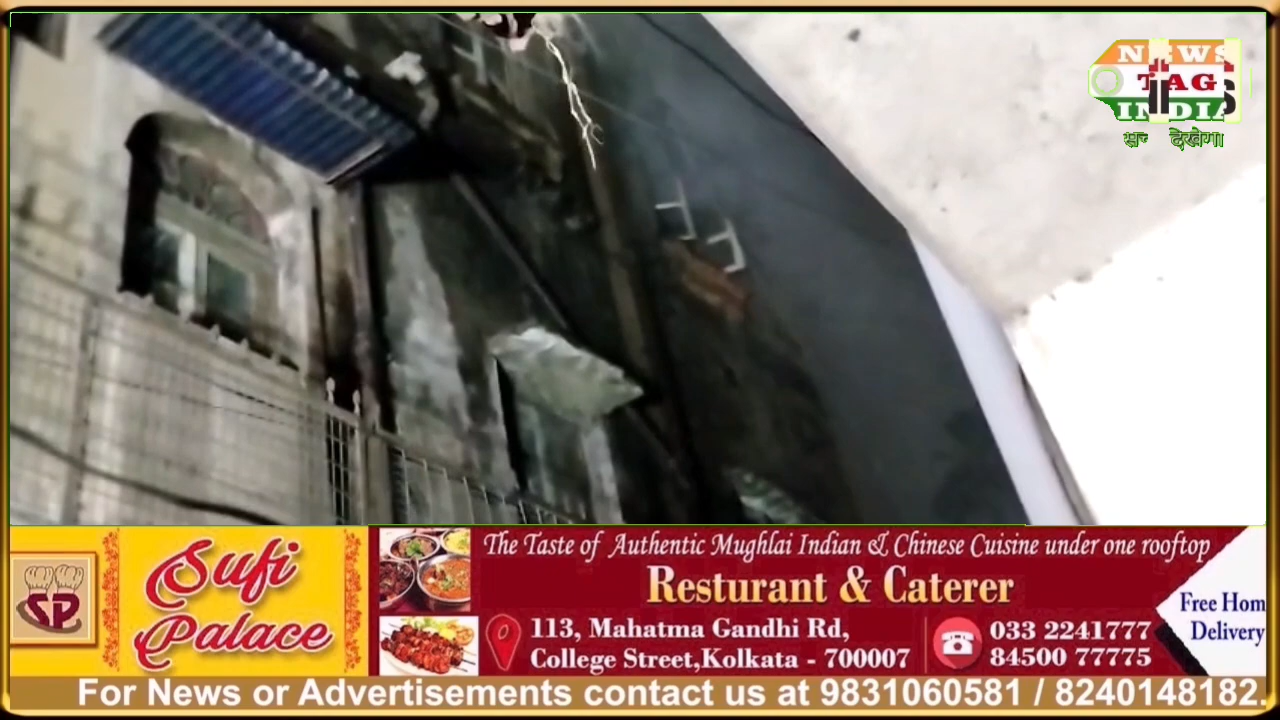 NEWS
TAG
INDIA
देखेगा
Sufi
Palace
The Taste of Authentic Mughlai Indian & Chinese Cuisine under one rooftop
Resturant & Caterer
113, Mahatma Gandhi Rd,
College Street,Kolkata - 700007
033 2241777
84500 77775
Free Hom
Delivery
For News or Advertisements contact us at 9831060581 / 8240148182.